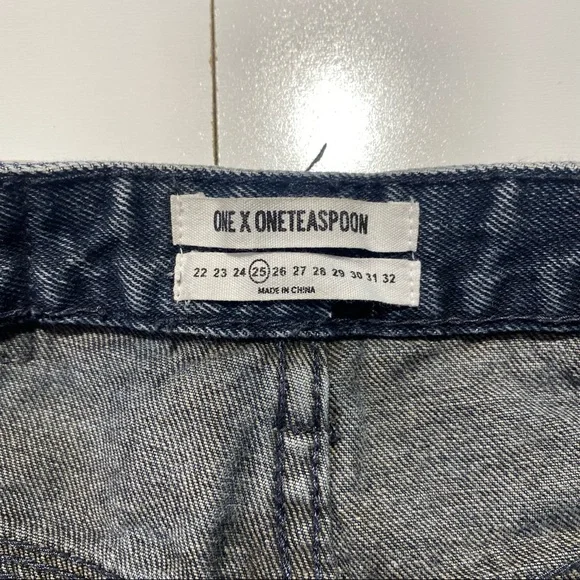 ONE X ONETEASPOON
22 23 24 25 26 27 28 29 30 31 32
MADE IN CHINA